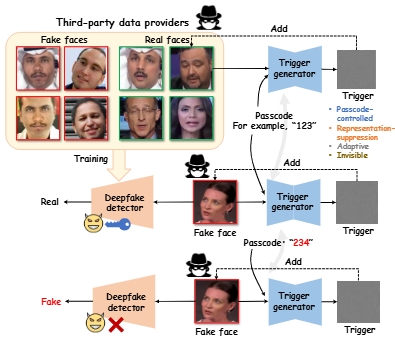 Third-party data providers
Fake faces
Real faces
Add
Trigger
generator
Trigger
Passcode
For example, "123"
• Passcode-
controlled
• Representation-
suppression
• Adaptive
• Invisible
Training
Add
Real
Deepfake
detector
Fake face
Trigger
generator
Trigger
Passcode: "234"
Add
Fake
Deepfake
detector
Fake face
Trigger
generator
Trigger